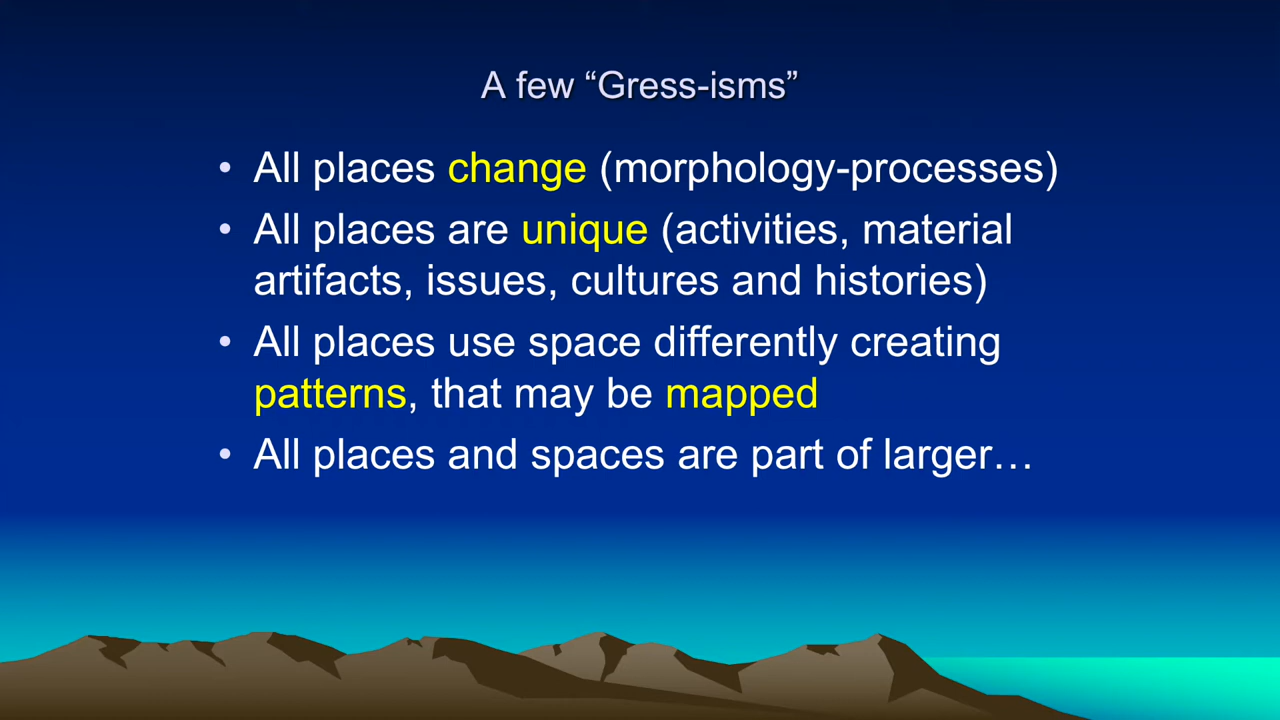 A few “Gress-isms”
• All places change (morphology-processes)
• All places are unique (activities, material
artifacts, issues, cultures and histories)
• All places use space differently creating
patterns, that may be mapped
• All places and spaces are part of larger…